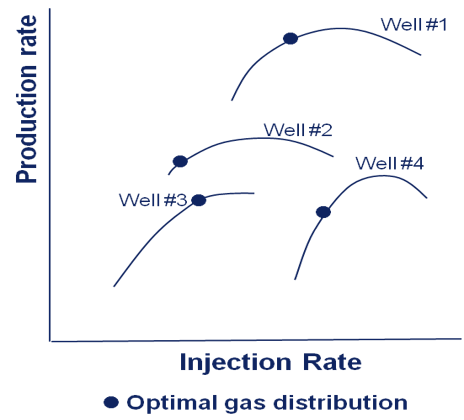 Production rate
Well #1
Well #2
Well #4
Well #3
Injection Rate
Optimal gas distribution